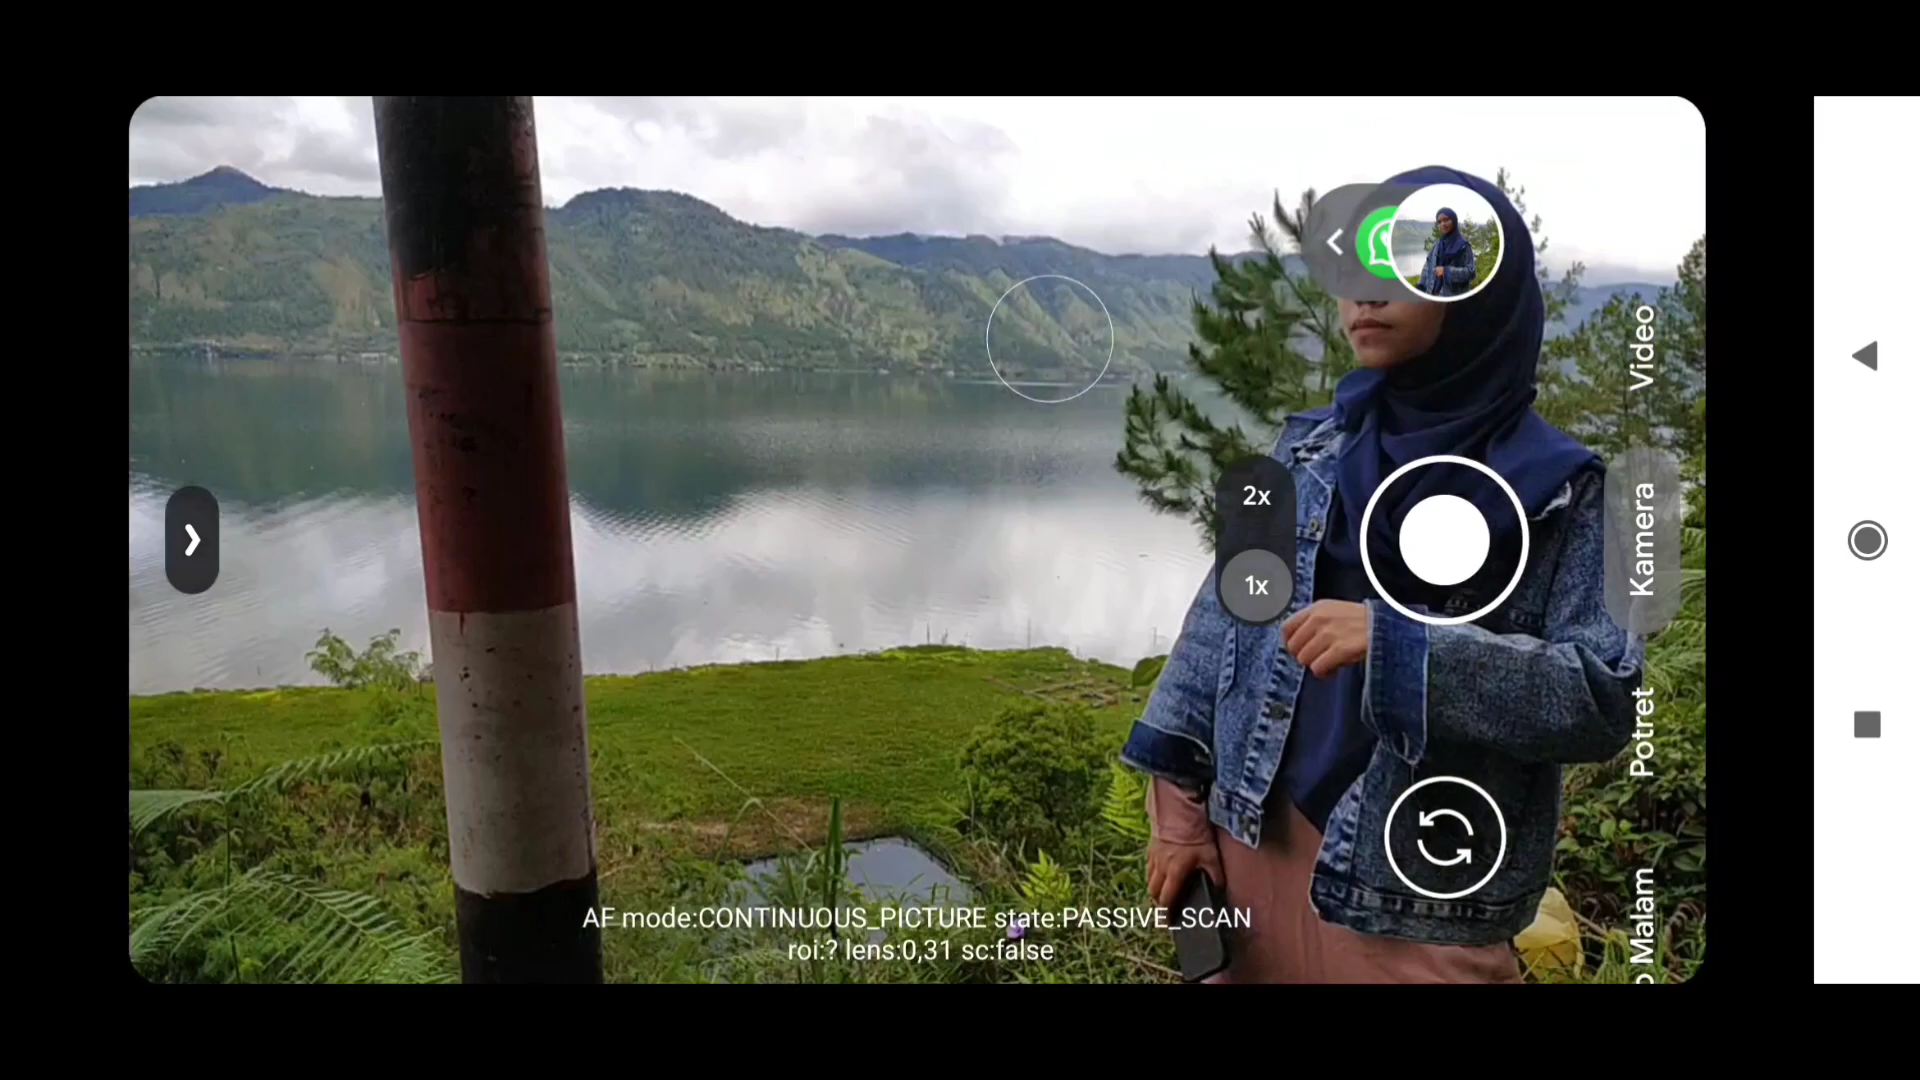 2x
1x
Video
Kamera
Potret
o Malam
AF mode:CONTINUOUS_PICTURE state:PASSIVE_SCAN
roi:? lens:0,31 sc:false